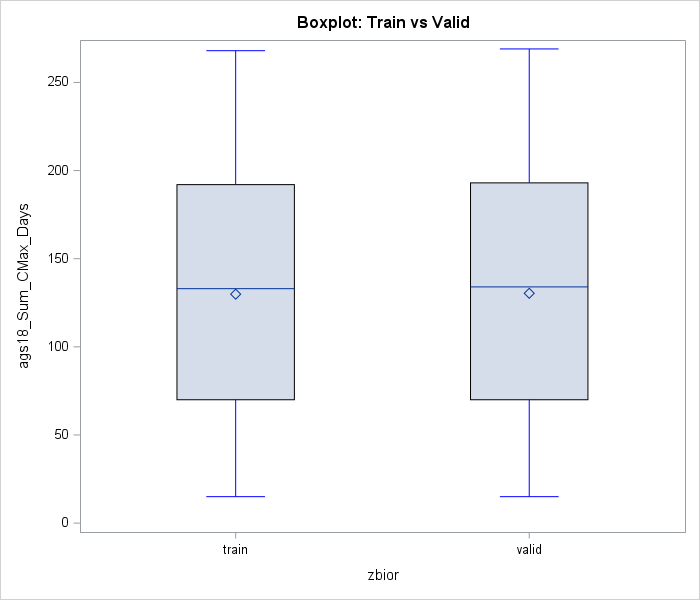 Boxplot: Train vs Valid
250
200
150
100
50
0
ags18_Sum_CMax_Days
train
valid
zbior